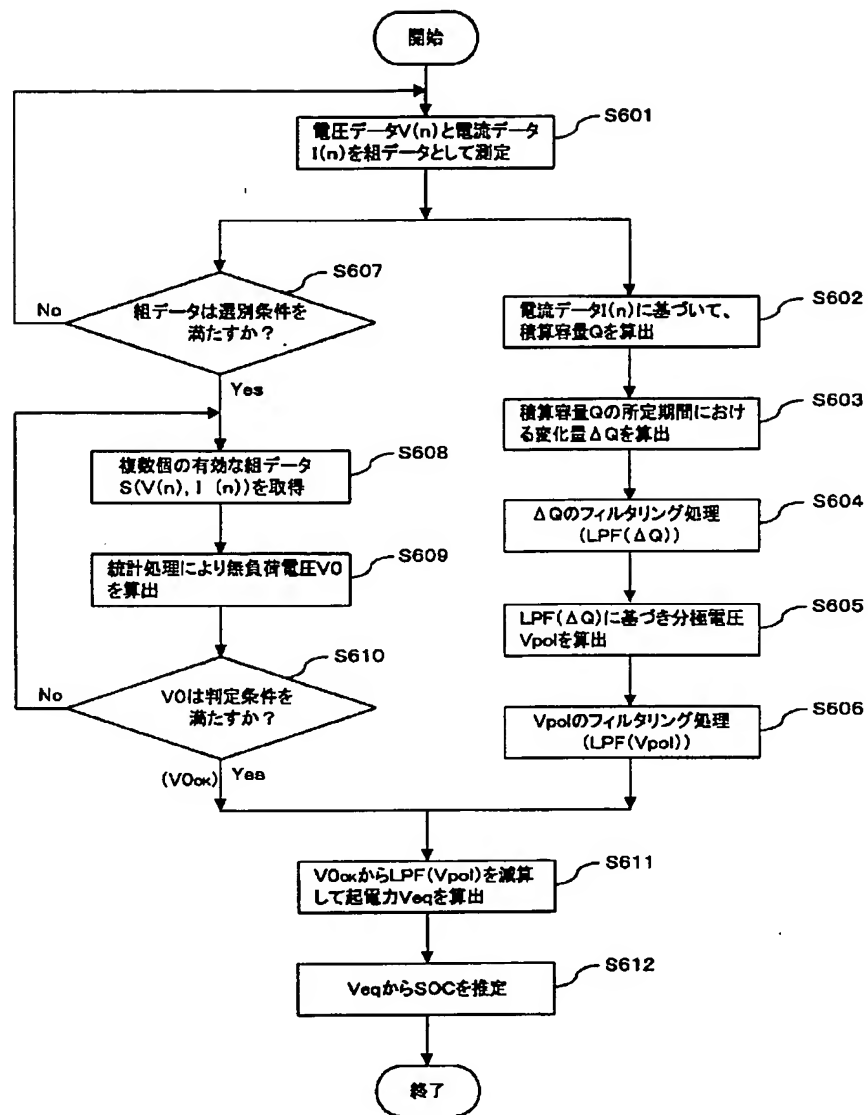 開始
S601
電圧データV(n)と電流データ
I(n)を組データとして測定
S607
No
組データは選別条件を
満たすか?
Yes
S602
電流データI(n)に基づいて、
積算容量Qを算出
S603
積算容量Qの所定期間におけ
る変化量ΔQを算出
S608
複数個の有効な組データ
S(V(n), I (n))を取得
S604
ΔQのフィルタリング処理
(LPF(ΔQ))
S609
統計処理により無負荷電圧V0
を算出
S605
LPF(ΔQ)に基づき分極電圧
Vpolを算出
S610
No
V0は判定条件を
満たすか?
(V0OK) Yes
S606
Vpolのフィルタリング処理
(LPF(Vpol))
S611
V0OKからLPF(Vpol)を減算
して起電力Veqを算出
S612
VeqからSOCを推定
終了